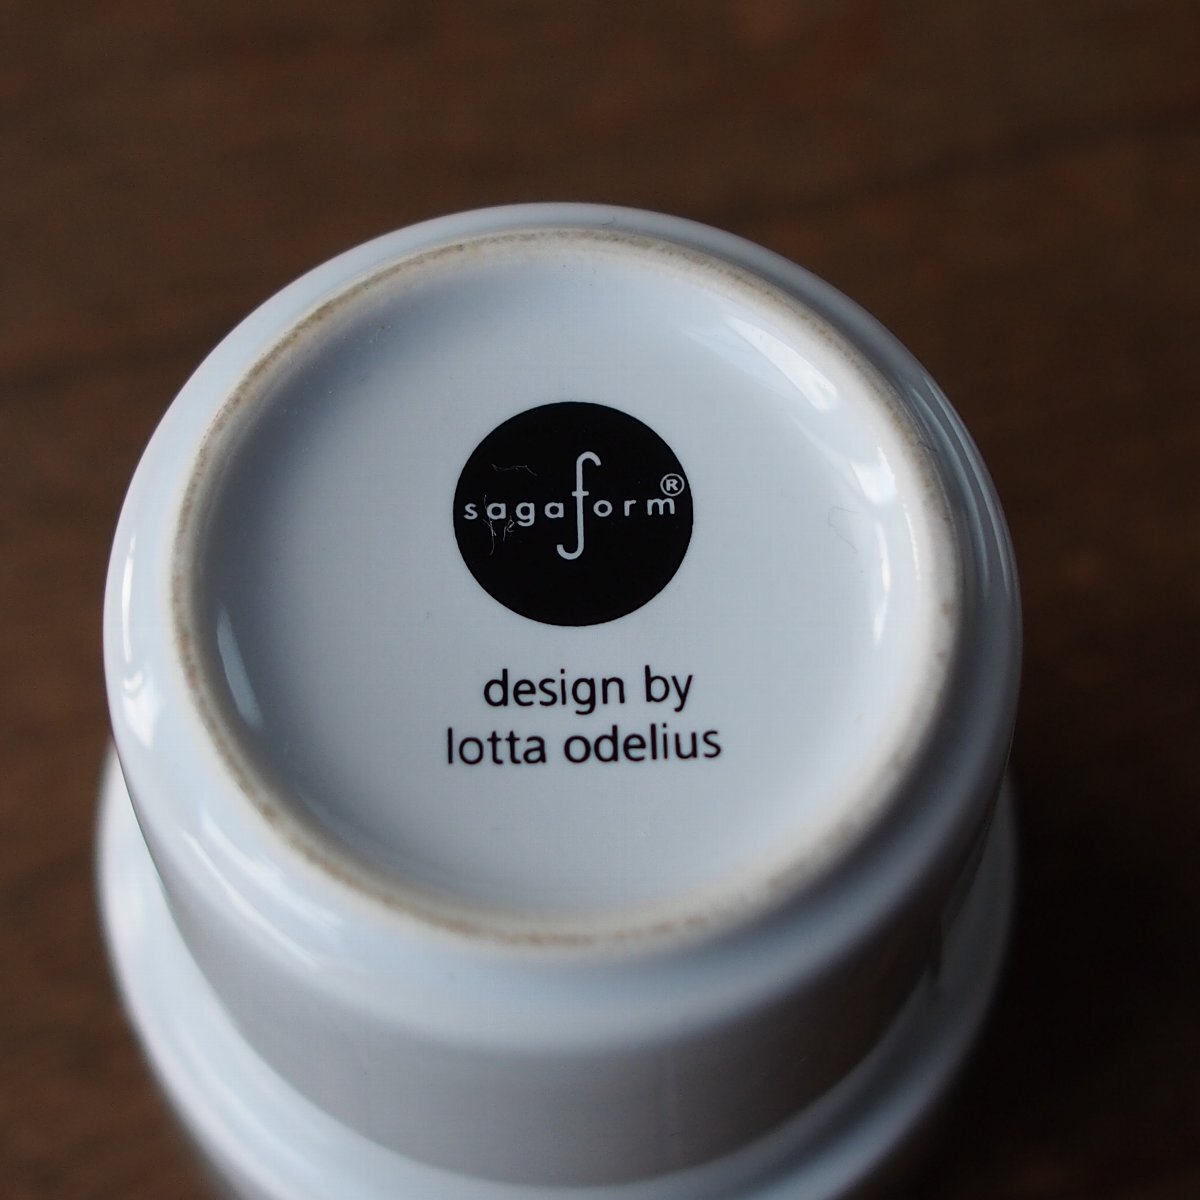 sagaform®
design by
lotta odelius